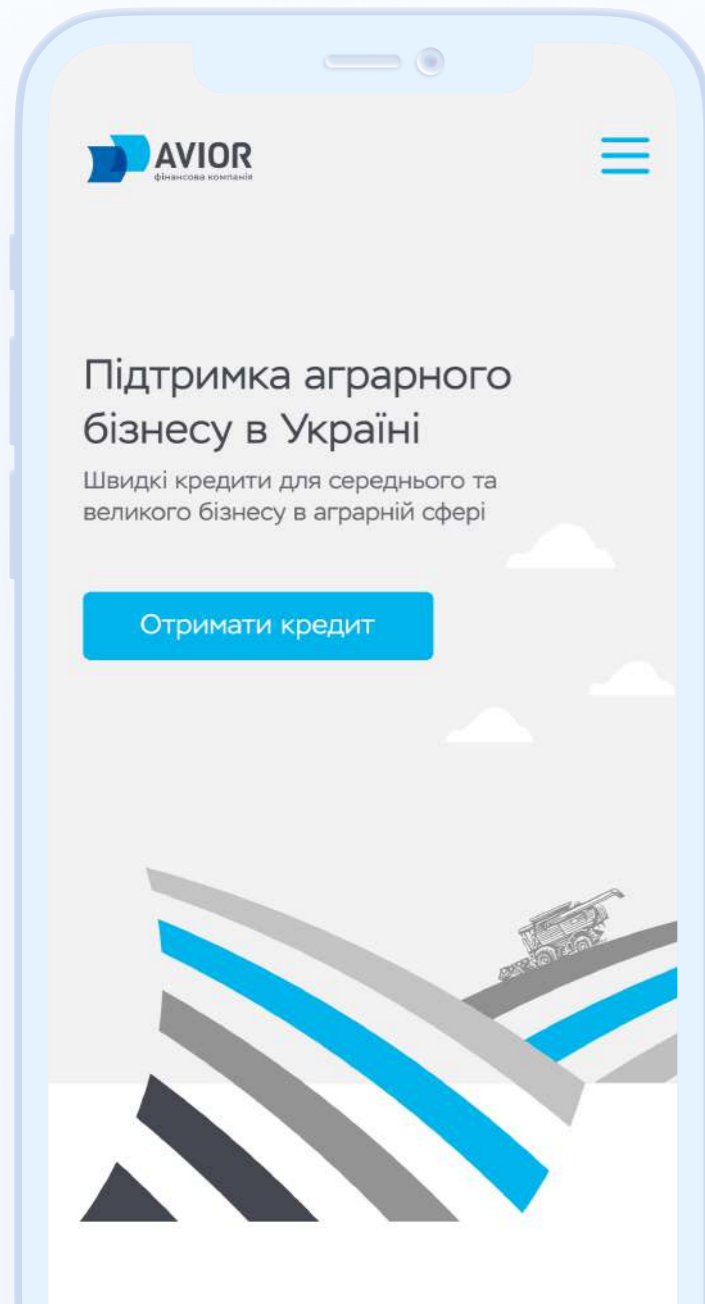 AVIOR
фінансова компанія
Підтримка аграрного
бізнесу в Україні
Швидкі кредити для середнього та
великого бізнесу в аграрній сфері
Отримати кредит